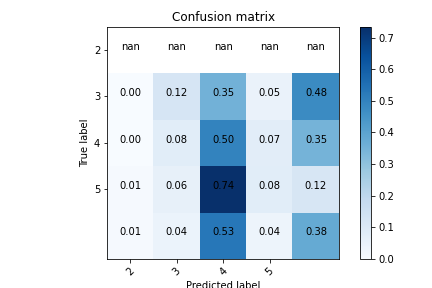 Confusion matrix
2 nan nan nan nan nan
3 0.00 0.12 0.35 0.05 0.48
4 0.00 0.08 0.50 0.07 0.35
5 0.01 0.06 0.74 0.08 0.12
0.01 0.04 0.53 0.04 0.38
2 3 4 5
True label
Predicted label
0.7
0.6
0.5
0.4
0.3
0.2
0.1
0.0